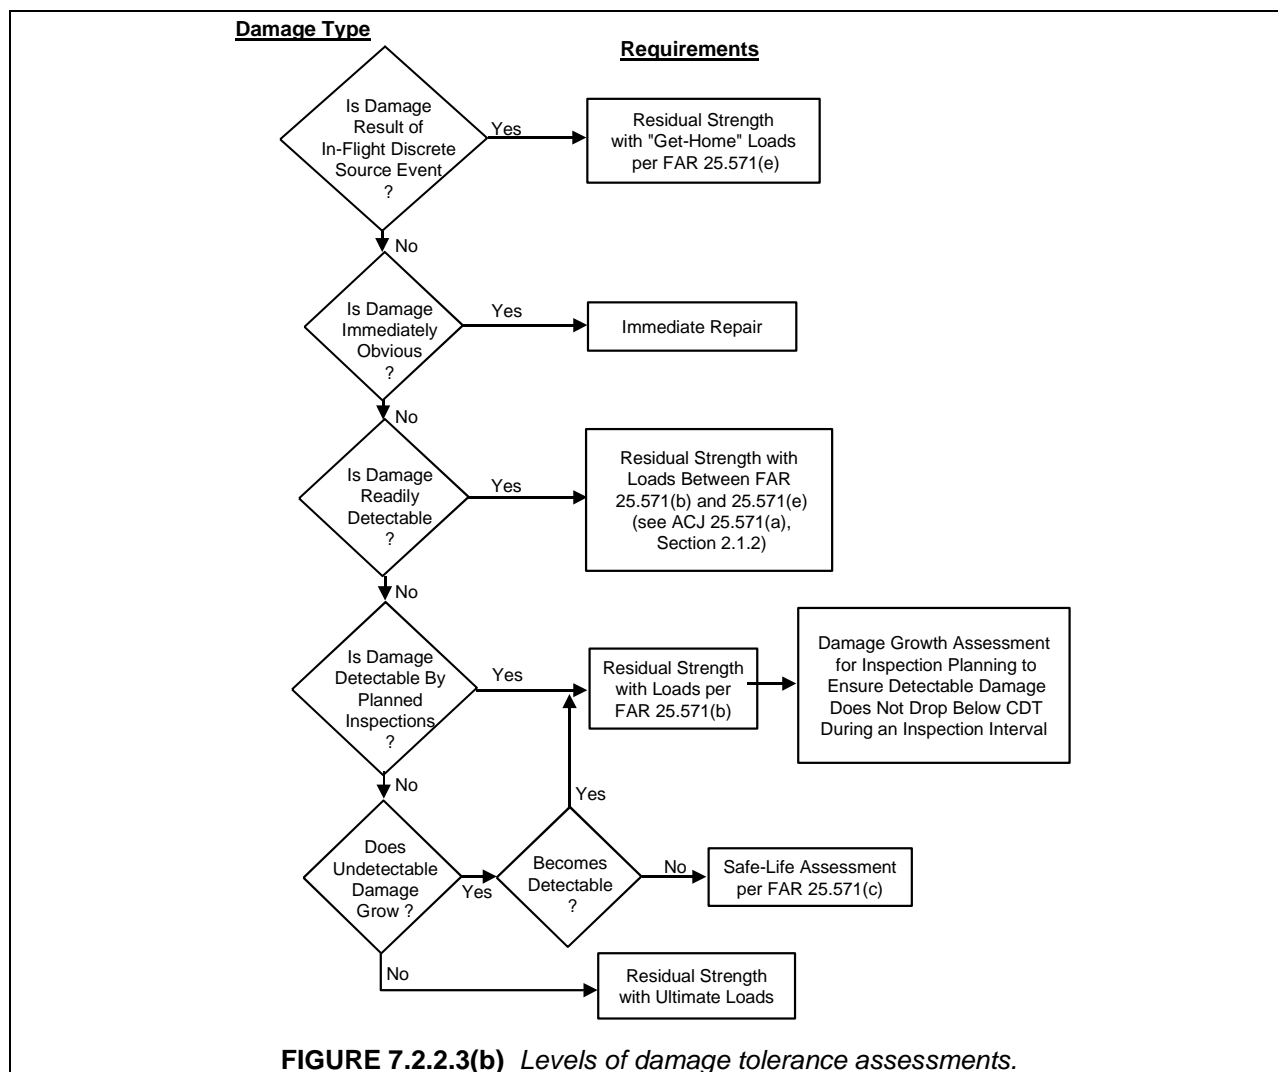 Damage Type
Requirements
Is Damage
Result of
In-Flight Discrete
Source Event
?
Yes
Residual Strength
with "Get-Home" Loads
per FAR 25.571(e)
No
Is Damage
Immediately
Obvious
?
Yes
Immediate Repair
No
Is Damage
Readily
Detectable
?
Yes
Residual Strength with
Loads Between FAR
25.571(b) and 25.571(e)
(see ACJ 25.571(a),
Section 2.1.2)
No
Is Damage
Detectable By
Planned
Inspections
?
Yes
Residual Strength
with Loads per
FAR 25.571(b)
Damage Growth Assessment
for Inspection Planning to
Ensure Detectable Damage
Does Not Drop Below CDT
During an Inspection Interval
No
Does
Undetectable
Damage
Grow ?
Yes
Becomes
Detectable
?
Yes
No
Safe-Life Assessment
per FAR 25.571(c)
No
Residual Strength
with Ultimate Loads
FIGURE 7.2.2.3(b) Levels of damage tolerance assessments.